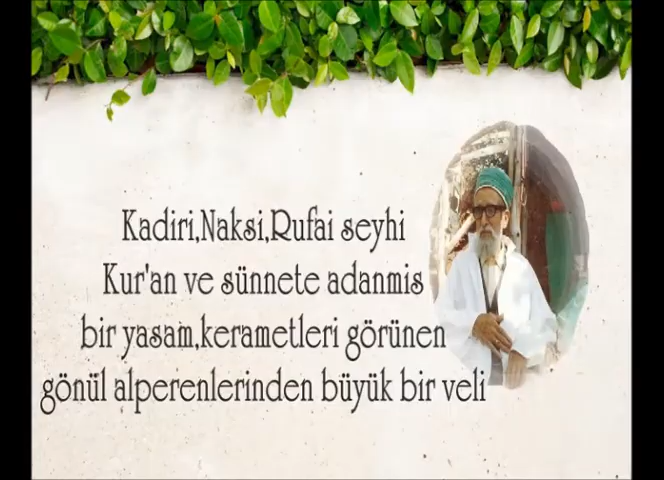 Kadiri,Naksi,Rufai seyhi
Kur'an ve sünnete adanmis
bir yasam,kerametleri görünen
gönül alperenlerinden büyük bir veli